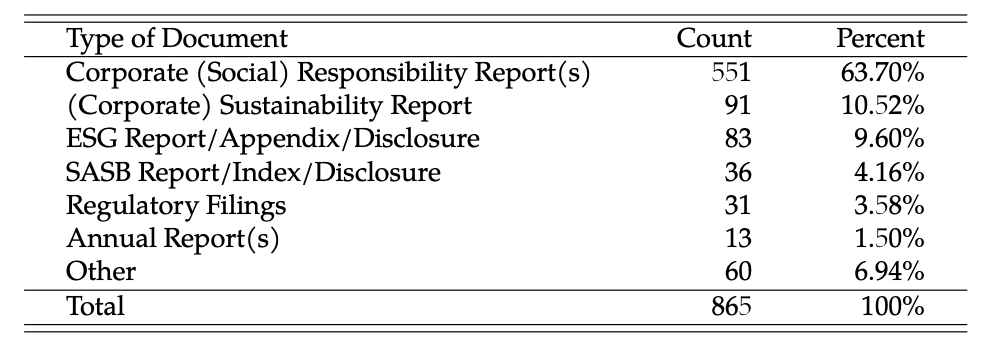 Type of Document Count Percent
Corporate (Social) Responsibility Report(s) 551 63.70%
(Corporate) Sustainability Report 91 10.52%
ESG Report/Appendix/Disclosure 83 9.60%
SASB Report/Index/Disclosure 36 4.16%
Regulatory Filings 31 3.58%
Annual Report(s) 13 1.50%
Other 60 6.94%
Total 865 100%